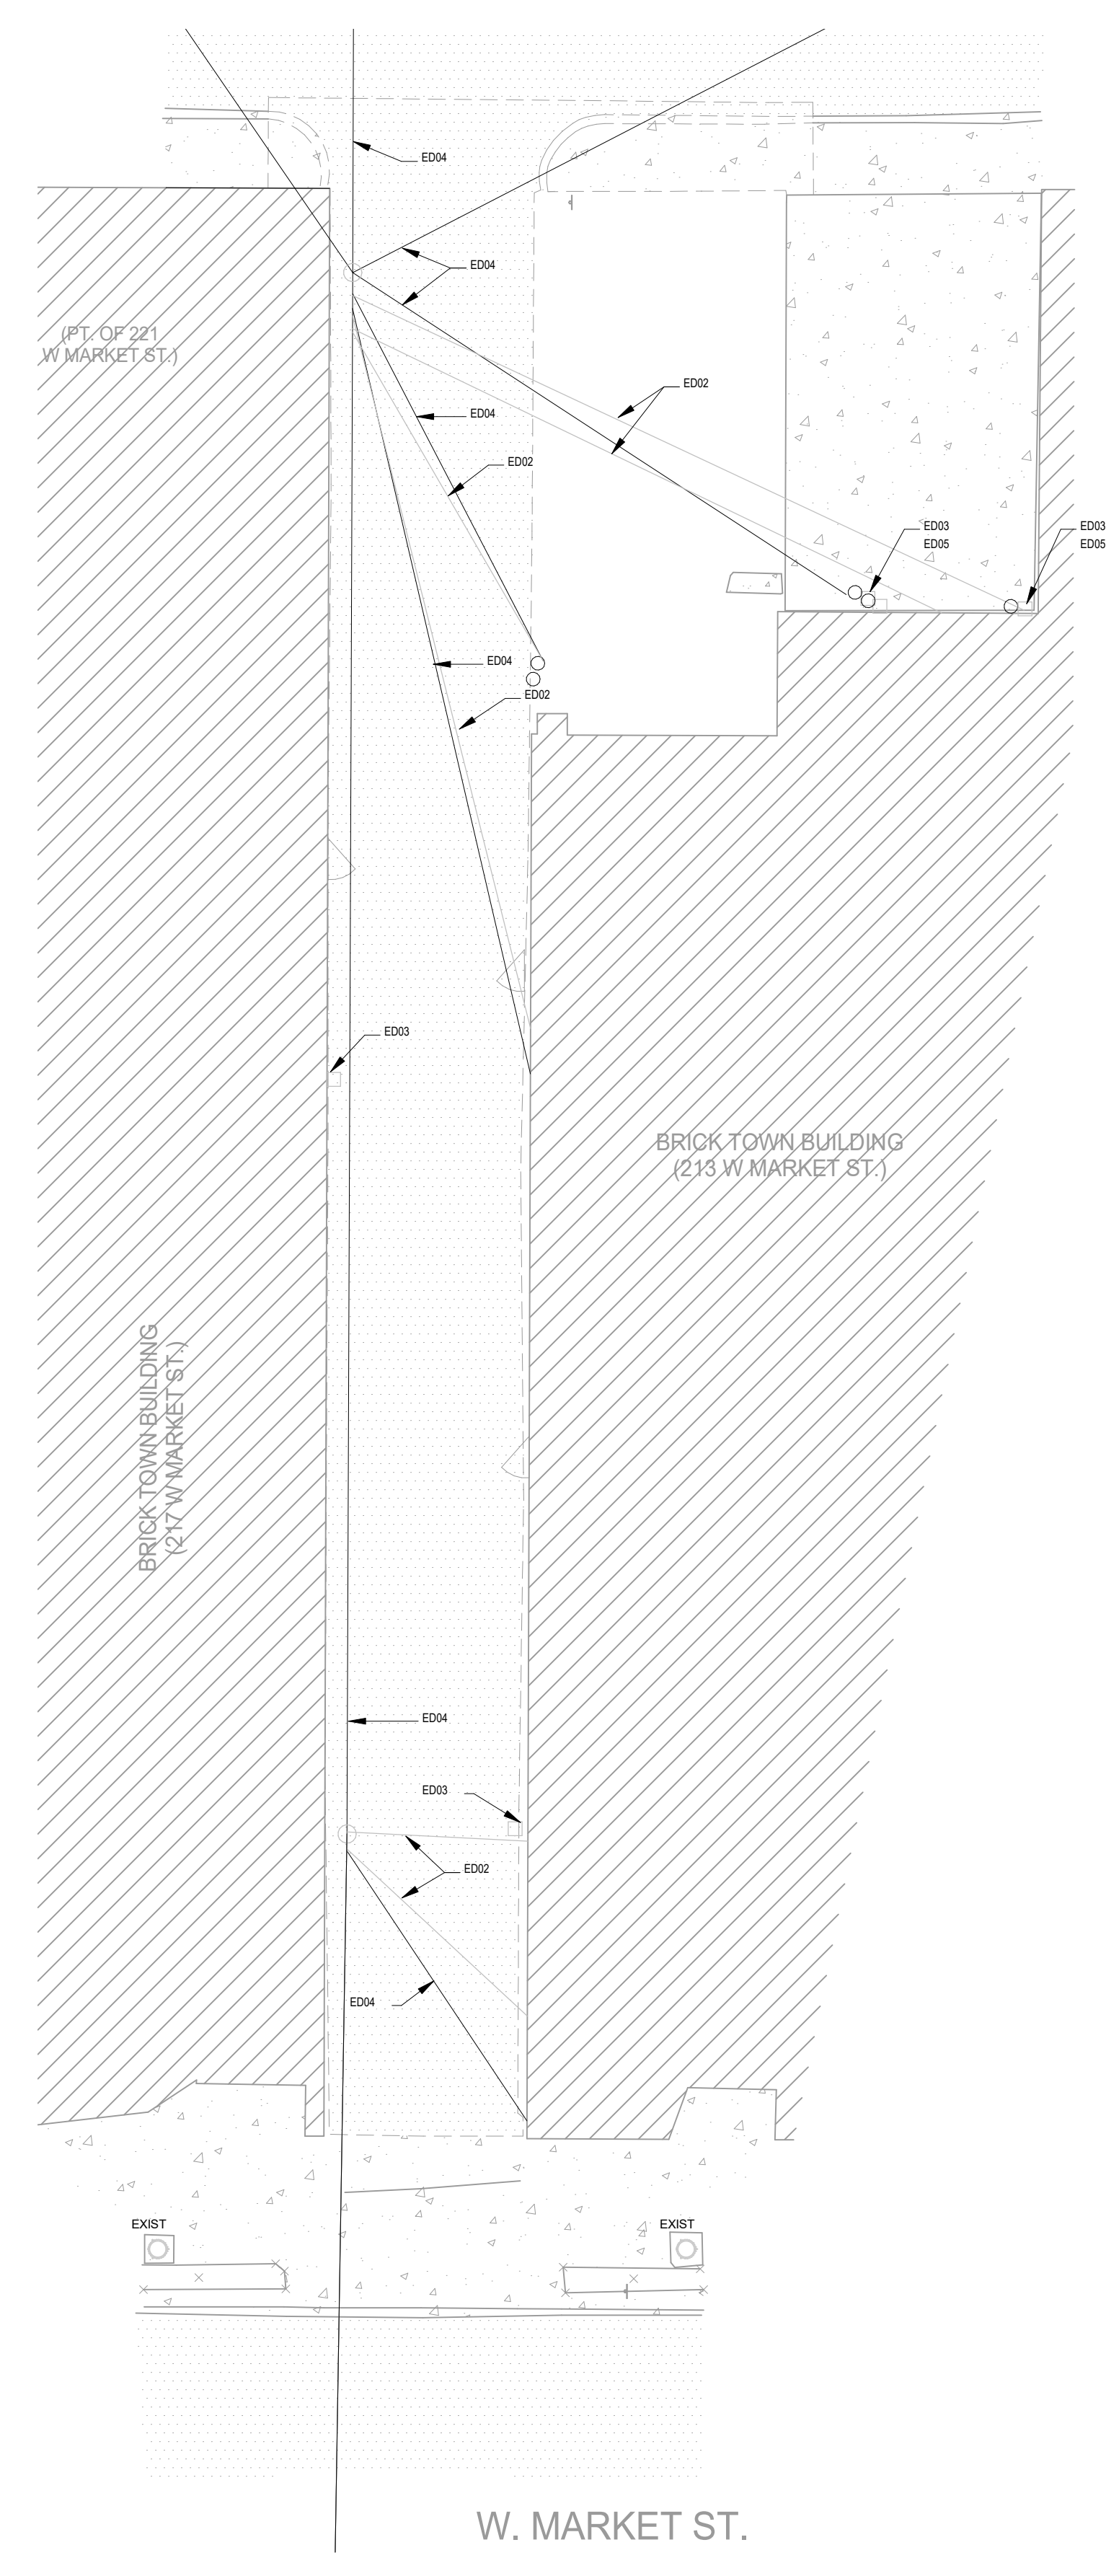 ED04
ED04
(PT. OF 221
W MARKET ST.)
ED02
ED04
ED02
ED03
ED05
ED03
ED05
ED04
ED02
ED03
BRICK TOWN BUILDING
(213 W MARKET ST.)
BRICK TOWN BUILDING
(217 W MARKET ST.)
ED04
ED03
ED02
ED04
EXIST
EXIST
W. MARKET ST.